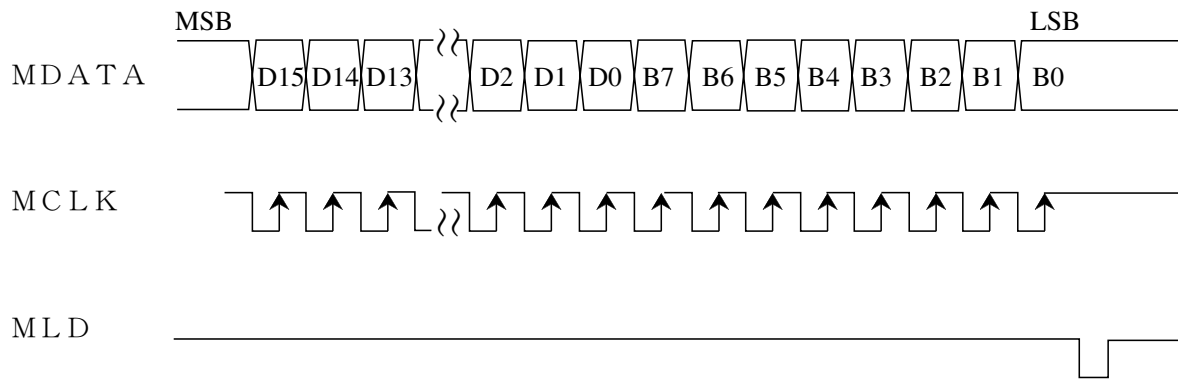 MSB LSB
MDATA D15 D14 D13 D2 D1 D0 B7 B6 B5 B4 B3 B2 B1 B0
MCLK
MLD